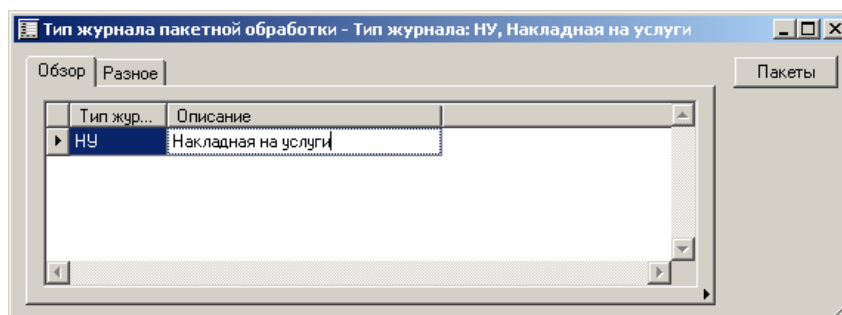 Тип журнала пакетной обработки - Тип журнала: НУ, Накладная на услуги
Обзор Разное Пакеты
Тип жур... Описание
НУ Накладная на услуги